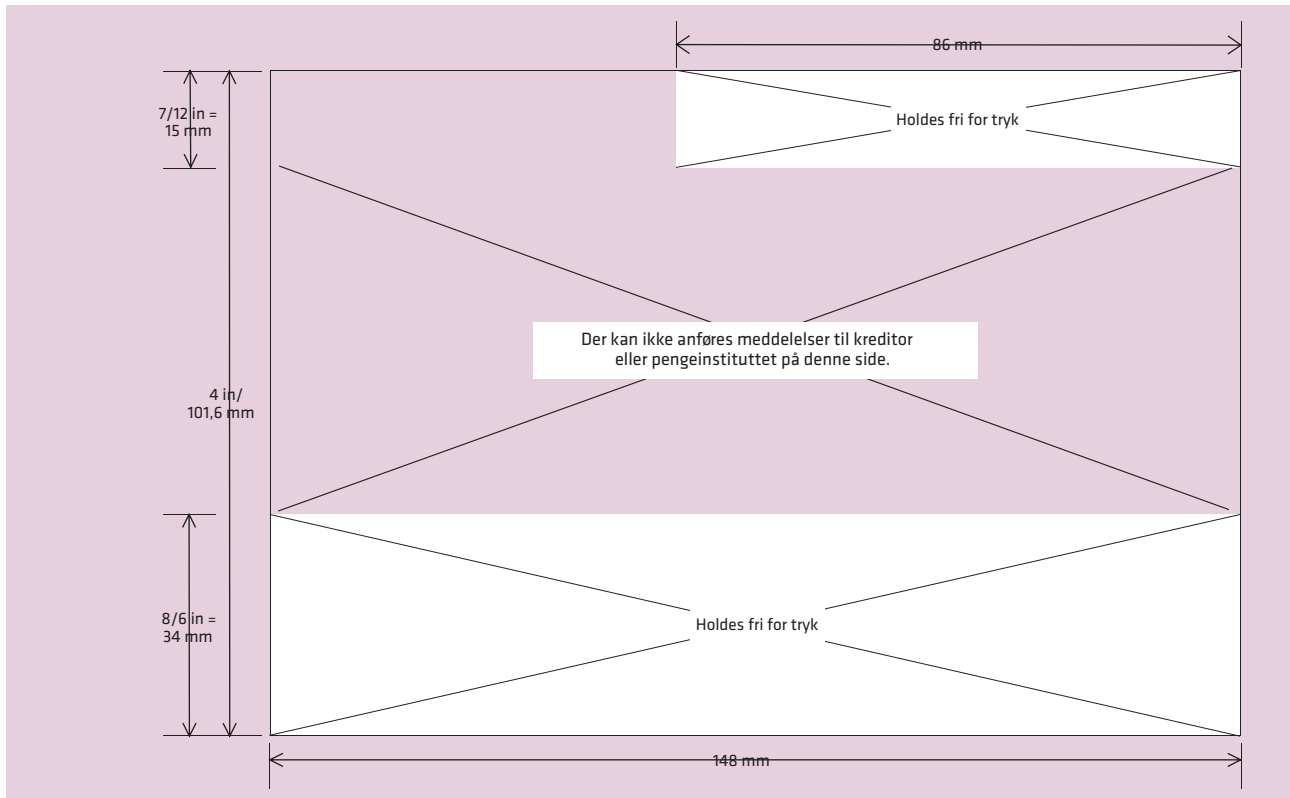 86 mm
7/12 in =
15 mm
Holdes fri for tryk
Der kan ikke anføres meddelelser til kreditor
eller pengeinstituttet på denne side.
4 in/
101,6 mm
8/6 in =
34 mm
Holdes fri for tryk
148 mm